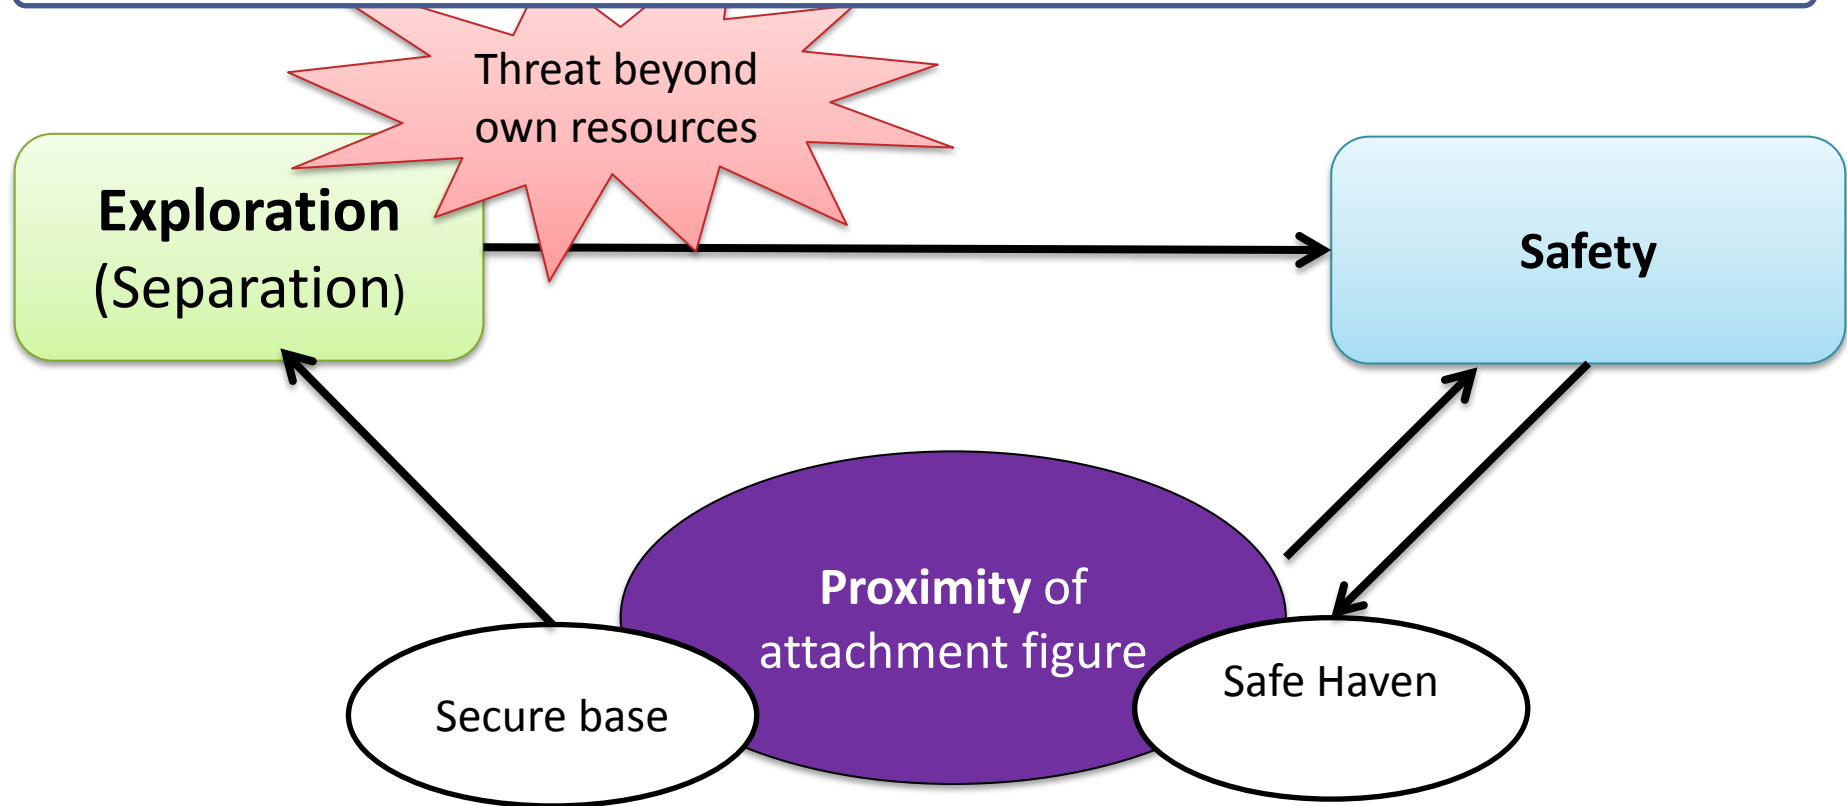 Threat beyond
own resources
Exploration
(Separation)
Safety
Proximity of
attachment figure
Secure base
Safe Haven